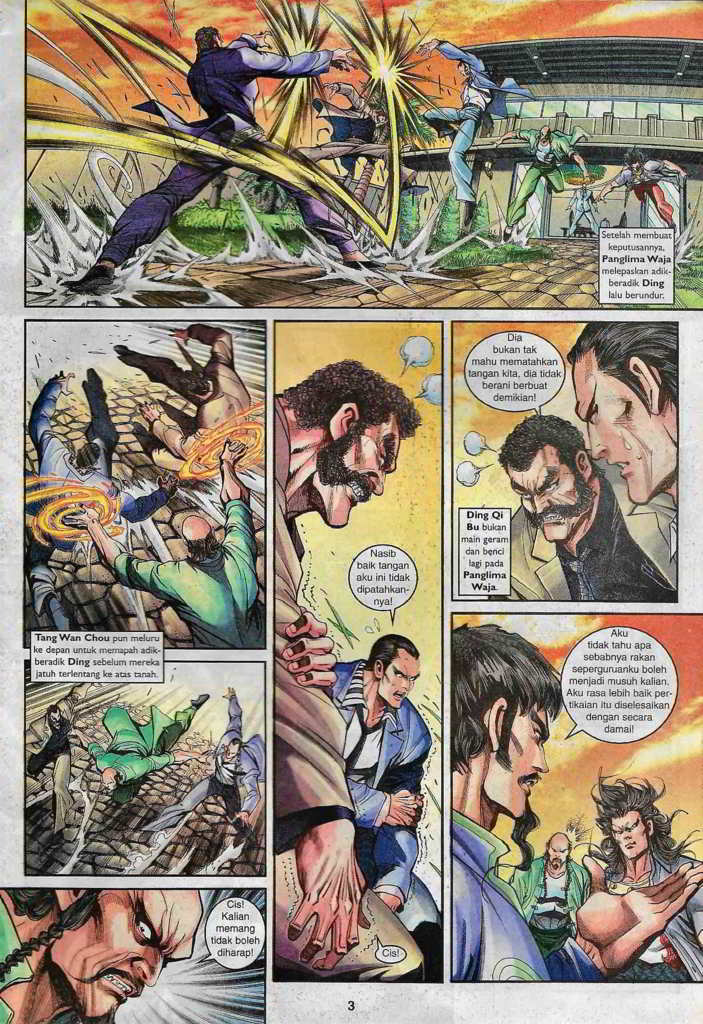 Setelah membuat
keputusannya,
Panglima Waja
melepaskan adik-
beradik Ding
lalu berundur.
Tang Wan Chou pun meluru
ke depan untuk memapah adik-
beradik Ding sebelum mereka
jatuh terlentang ke atas tanah.
Cis!
Kalian
memang
tidak boleh
diharap!
Nasib
baik tangan
aku ini tidak
dipatahkan-
nya!
Cis!
Dia
bukan tak
mahu mematahkan
tangan kita, dia tidak
berani berbuat
demikian!
Ding Qi
Bu bukan
main geram
dan benci
lagi pada
Panglima
Waja.
Aku
tidak tahu apa
sebabnya rakan
seperguruanku boleh
menjadi musuh kalian.
Aku rasa lebih baik per-
tikaian itu diselesaikan
dengan secara
damai!
3